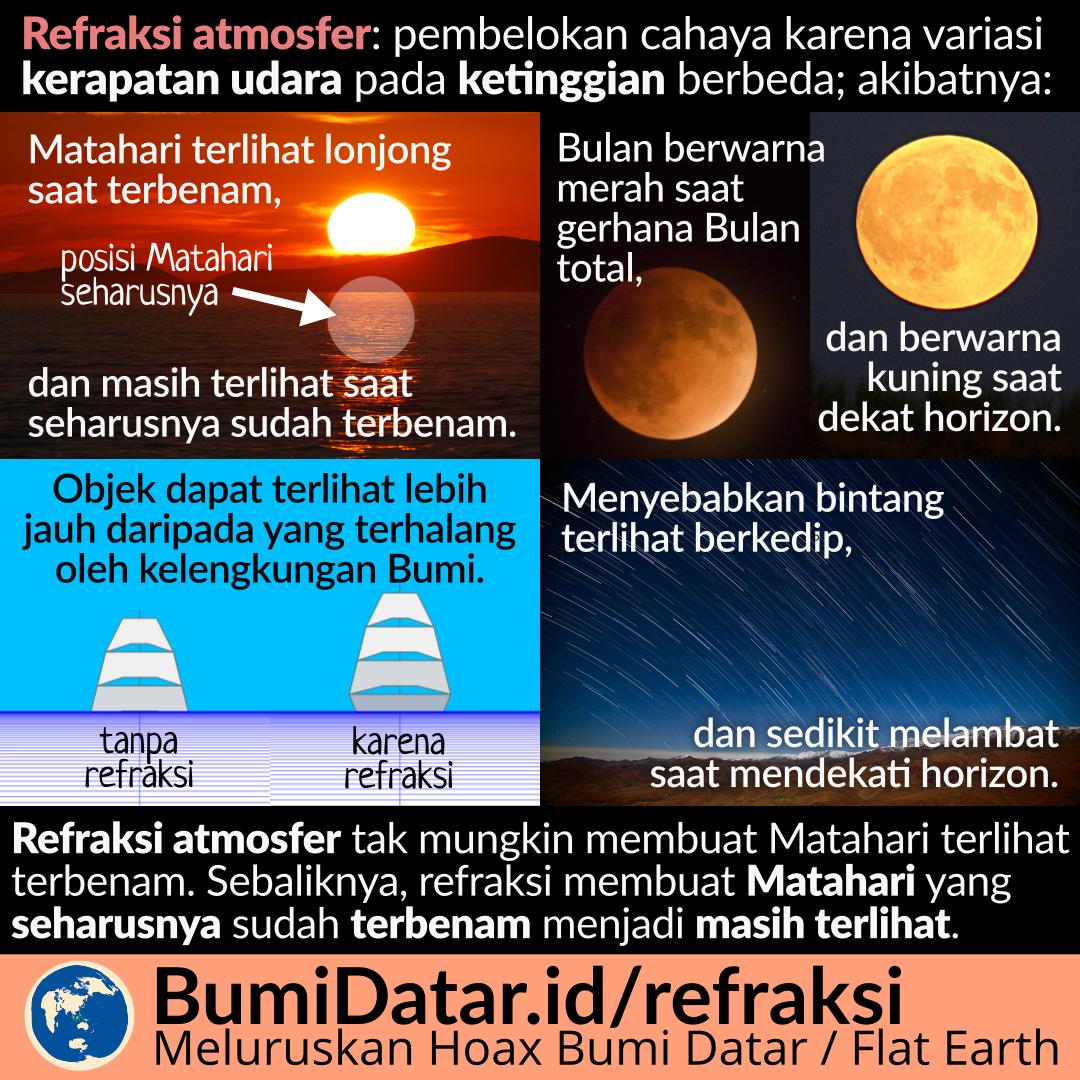 Refraksi atmosfer: pembelokan cahaya karena variasi
kerapatan udara pada ketinggian berbeda; akibatnya:
Matahari terlihat lonjong
saat terbenam,
posisi Matahari
seharusnya
dan masih terlihat saat
seharusnya sudah terbenam.
Bulan berwarna
merah saat
gerhana Bulan
total,
dan berwarna
kuning saat
dekat horizon.
Objek dapat terlihat lebih
jauh daripada yang terhalang
oleh kelengkungan Bumi.
tanpa
refraksi
karena
refraksi
Menyebabkan bintang
terlihat berkedip,
dan sedikit melambat
saat mendekati horizon.
Refraksi atmosfer tak mungkin membuat Matahari terlihat
terbenam. Sebaliknya, refraksi membuat Matahari yang
seharusnya sudah terbenam menjadi masih terlihat.
BumiDatar.id/refraksi
Meluruskan Hoax Bumi Datar / Flat Earth